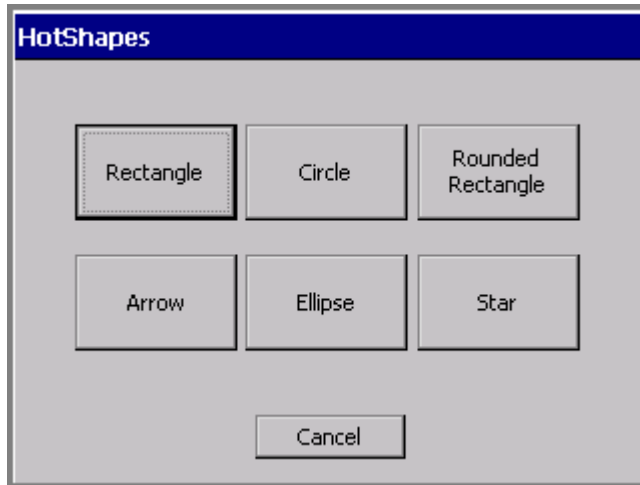 HotShapes
Rectangle
Circle
Rounded
Rectangle
Arrow
Ellipse
Star
Cancel